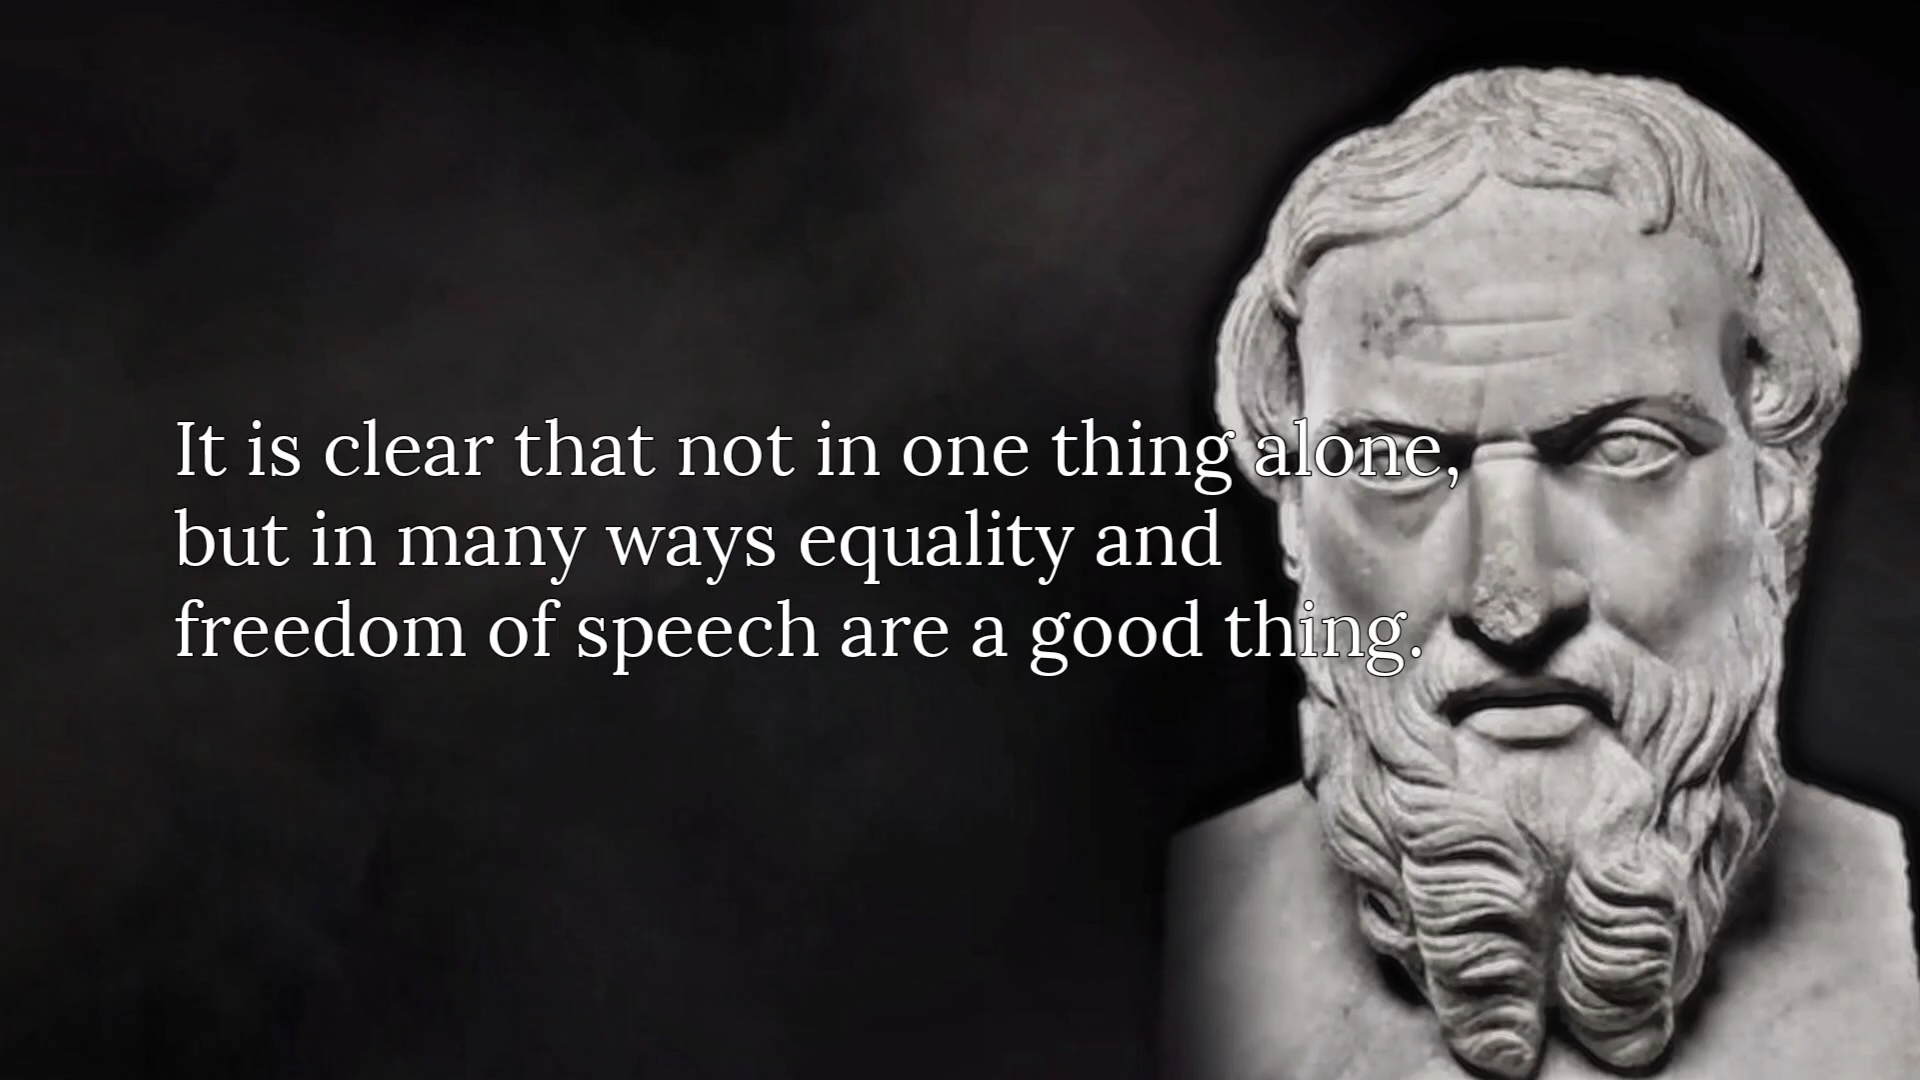 It is clear that not in one thing alone,
but in many ways equality and
freedom of speech are a good thing.